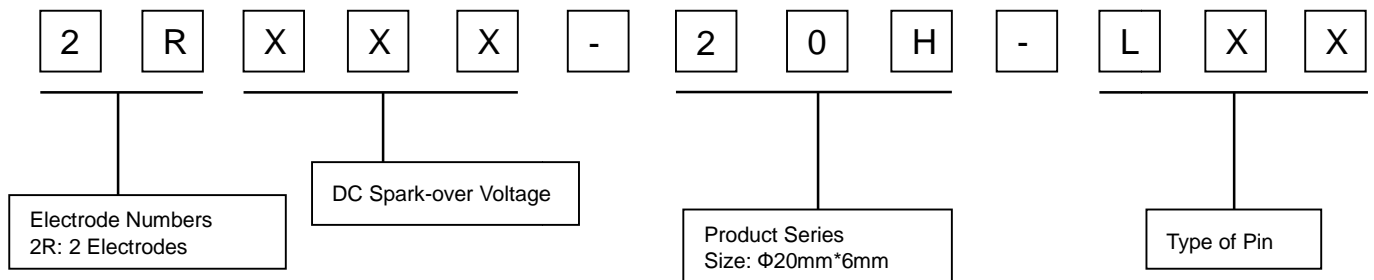 2 R X X X - 2 0 H - L X X
DC Spark-over Voltage
Electrode Numbers
2R: 2 Electrodes
Product Series
Size: Φ20mm*6mm
Type of Pin